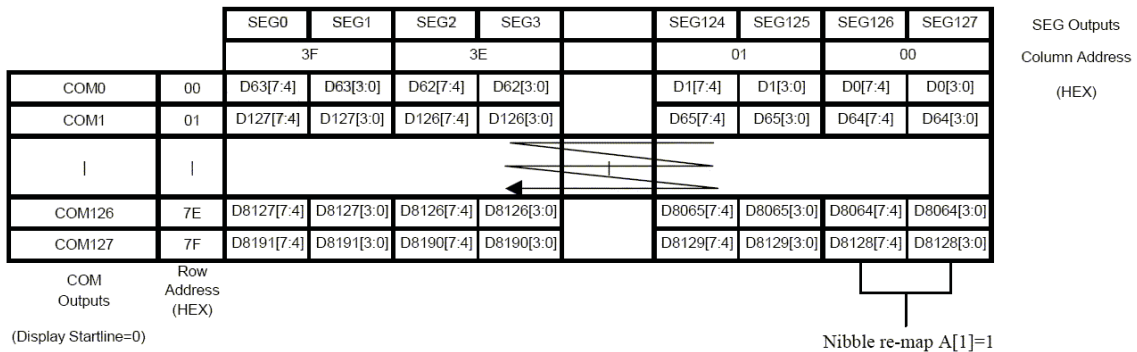 SEG0 SEG1 SEG2 SEG3 SEG124 SEG125 SEG126 SEG127 SEG Outputs
3F 3E 01 00 Column Address
COM0 00 D63[7:4] D63[3:0] D62[7:4] D62[3:0] D1[7:4] D1[3:0] D0[7:4] D0[3:0] (HEX)
COM1 01 D127[7:4] D127[3:0] D126[7:4] D126[3:0] D65[7:4] D65[3:0] D64[7:4] D64[3:0]
| | |
COM126 7E D8127[7:4] D8127[3:0] D8126[7:4] D8126[3:0] D8065[7:4] D8065[3:0] D8064[7:4] D8064[3:0]
COM127 7F D8191[7:4] D8191[3:0] D8190[7:4] D8190[3:0] D8129[7:4] D8129[3:0] D8128[7:4] D8128[3:0]
COM
Outputs
Row
Address
(HEX)
(Display Startline=0)
Nibble re-map A[1]=1